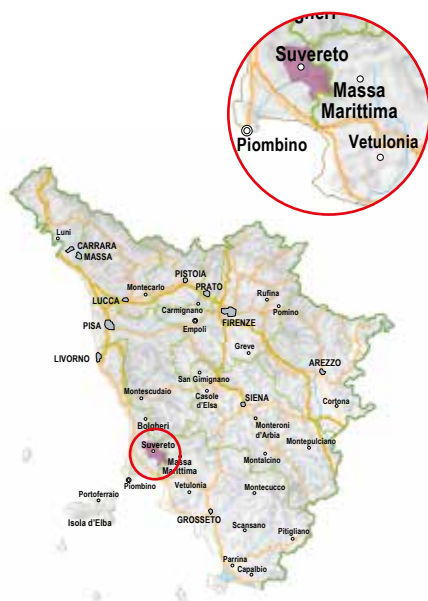 gheri
Suvereto
Massa
Marittima
Piombino
Vetulonia
Luni
CARRARA
MASSA
PISTOIA
PRATO
Montecarlo
LUCCA
Carmignano
Rufina
Pomino
FIRENZE
Empoli
PISA
Greve
LIVORNO
AREZZO
San Gimignano
Montescudaio
Casole
d'Elsa
SIENA
Cortona
Bolgheri
Monteroni
d'Arbia
Suvereto
Montepulciano
Massa
Marittima
Montalcino
Piombino
Vetulonia
Montecucco
Portoferraio
Isola d'Elba
GROSSETO
Scansano
Pitigliano
Parrina
Capalbio